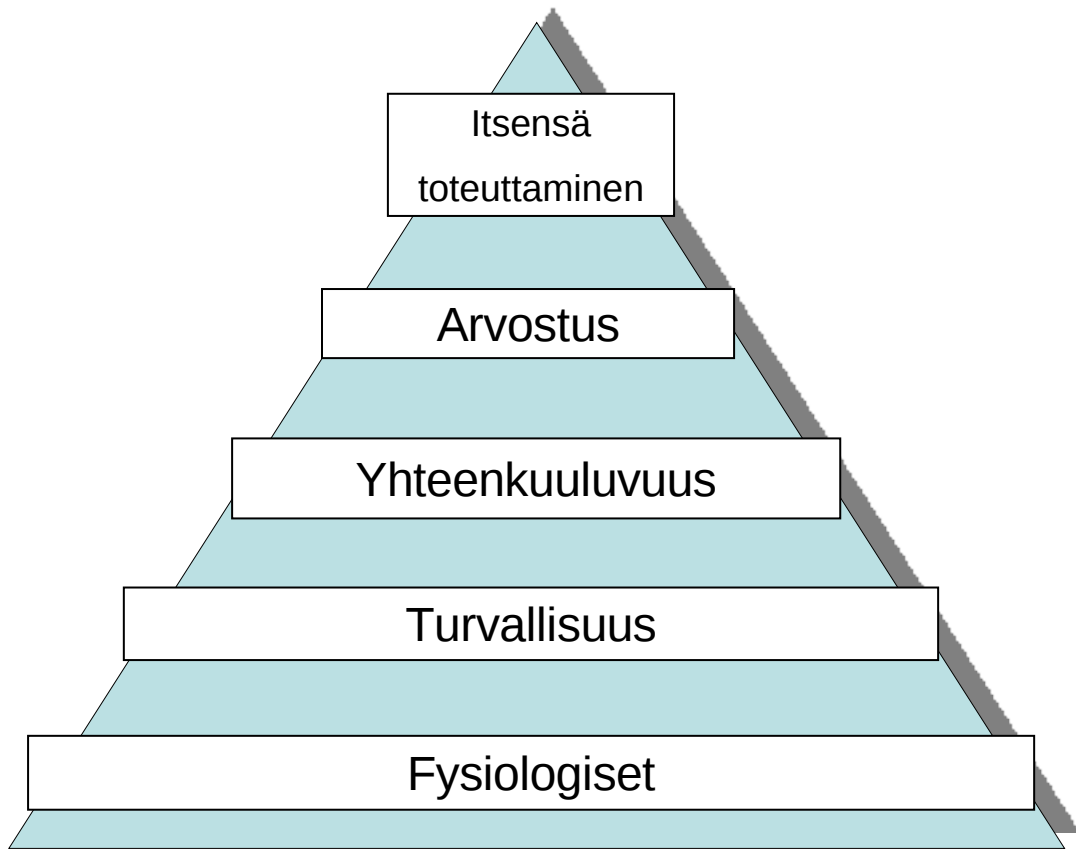 Itsensä
toteuttaminen
Arvostus
Yhteenkuuluvuus
Turvallisuus
Fysiologiset